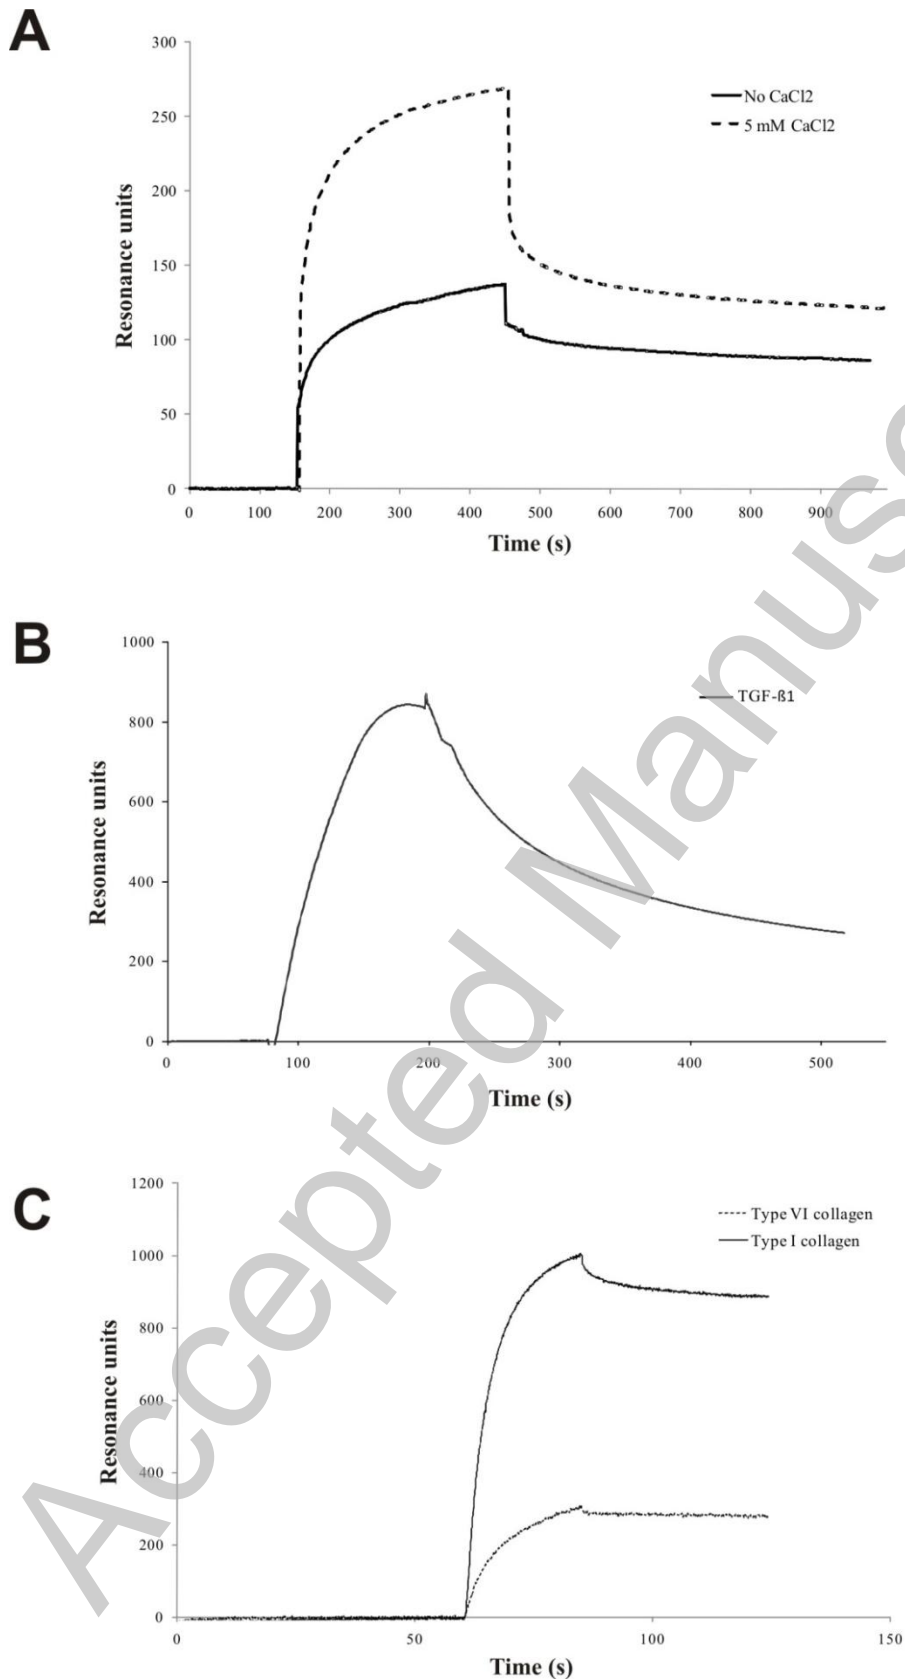 A
300
250
200
150
100
50
0
Resonance units
No CaCl2
5 mM CaCl2
0 100 200 300 400 500 600 700 800 900
Time (s)
B
1000
800
600
400
200
0
Resonance units
TGF-ß1
0 100 200 300 400 500
Time (s)
C
1200
1000
800
600
400
200
0
Resonance units
Type VI collagen
Type I collagen
0 50 100 150
Time (s)
Accepted Manus